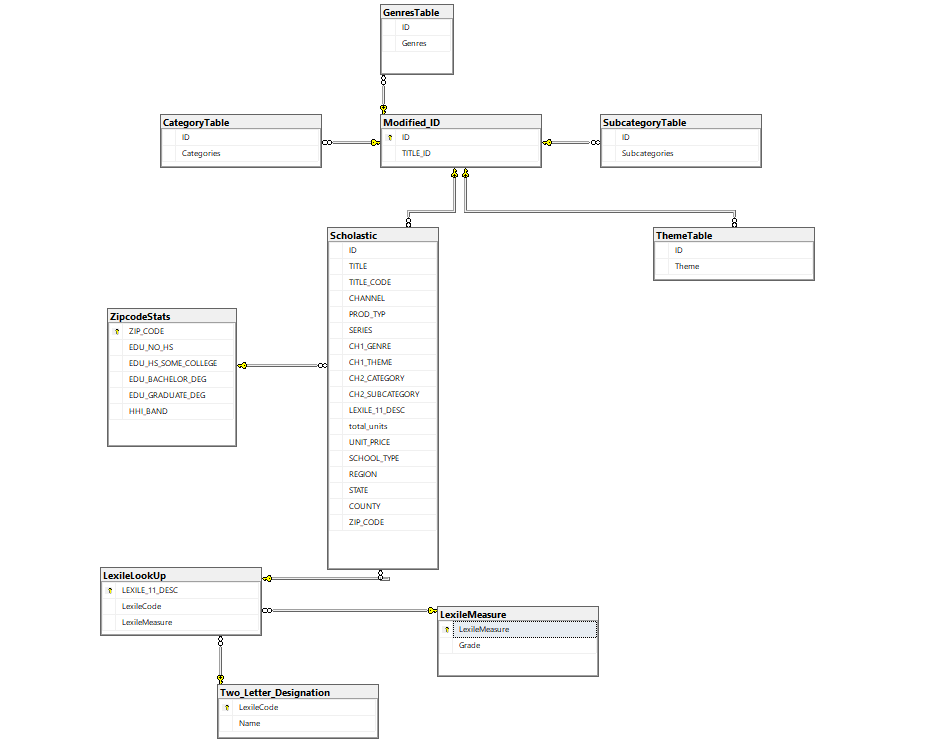 GenresTable
ID
Genres
CategoryTable
ID
Categories
Modified_ID
ID
TITLE_ID
SubcategoryTable
ID
Subcategories
Scholastic
ID
TITLE
TITLE_CODE
CHANNEL
PROD_TYP
SERIES
CH1_GENRE
CH1_THEME
CH2_CATEGORY
CH2_SUBCATEGORY
LEXILE_11_DESC
total_units
UNIT_PRICE
SCHOOL_TYPE
REGION
STATE
COUNTY
ZIP_CODE
ThemeTable
ID
Theme
ZipcodeStats
ZIP_CODE
EDU_NO_HS
EDU_HS_SOME_COLLEGE
EDU_BACHELOR_DEG
EDU_GRADUATE_DEG
HHI_BAND
LexileLookUp
LEXILE_11_DESC
LexileCode
LexileMeasure
LexileMeasure
LexileMeasure
Grade
Two_Letter_Designation
LexileCode
Name